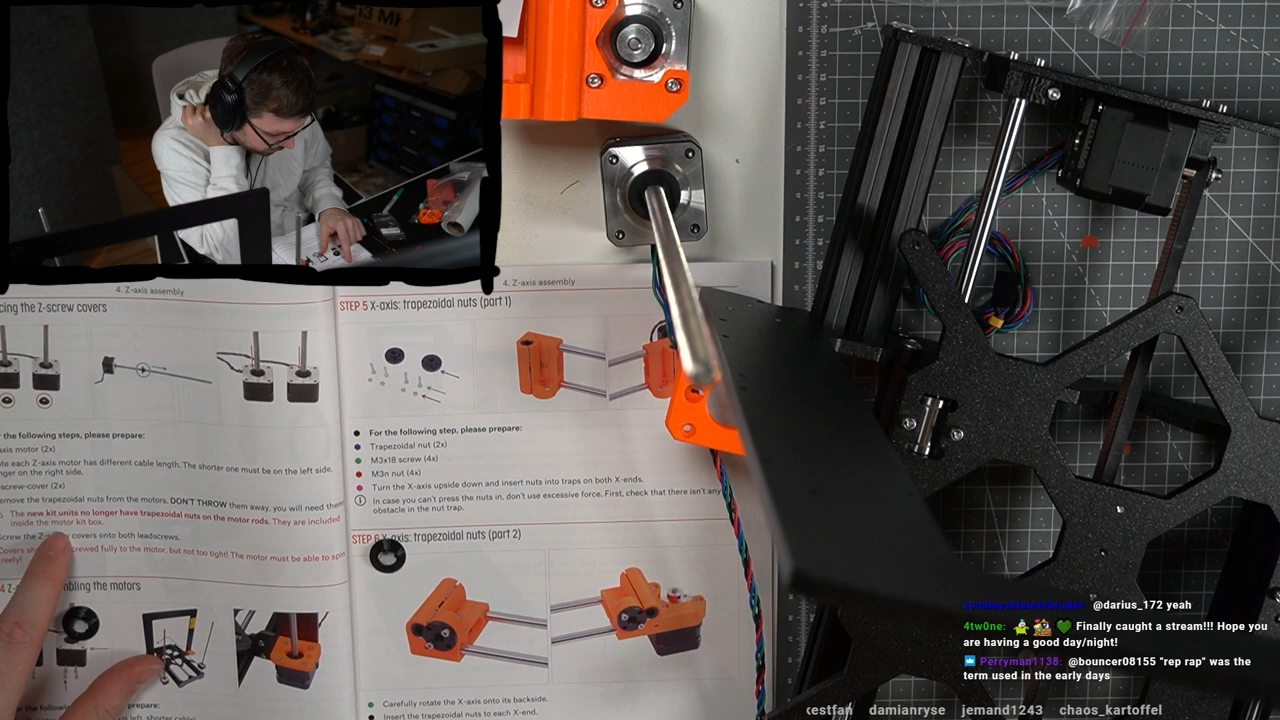 4. Z-axis assembly
cing the Z-screw covers
r the following steps, please prepare:
axis motor (2x)
te each Z-axis motor has different cable length. The shorter one must be on the left side.
nger on the right side.
screw-cover (2x)
emove the trapezoidal nuts from the motors. DON'T THROW them away, you will need them
The new kit units no longer have trapezoidal nuts on the motor rods. They are included
inside the motor kit box.
Screw the Z- covers onto both leadscrews.
Covers crewed fully to the motor, but not too tight! The motor must be able to spin
reely!
bling the motors
prepare:
4. Z-axis assembly
STEP 5 X-axis: trapezoidal nuts (part 1)
For the following steps, please prepare:
Trapezoidal nut (2x)
M3x18 screw (4x)
M3n nut (4x)
Turn the X-axis upside down and insert nuts into traps on both X-ends.
In case you can't press the nuts in, don't use excessive force. First, check that there isn't any
obstacle in the nut trap.
STEP 6 X-axis: trapezoidal nuts (part 2)
Carefully rotate the X-axis onto its backside.
Insert the trapezoidal nuts to each X-end.
zombeyskleinerbruder: @darius_172 yeah
4tw0ne: Finally caught a stream!!! Hope you
are having a good day/night!
Perryman1138: @bouncer08155 "rep rap" was the
term used in the early days
cestfan damianryse jemand1243 chaos_kartoffel